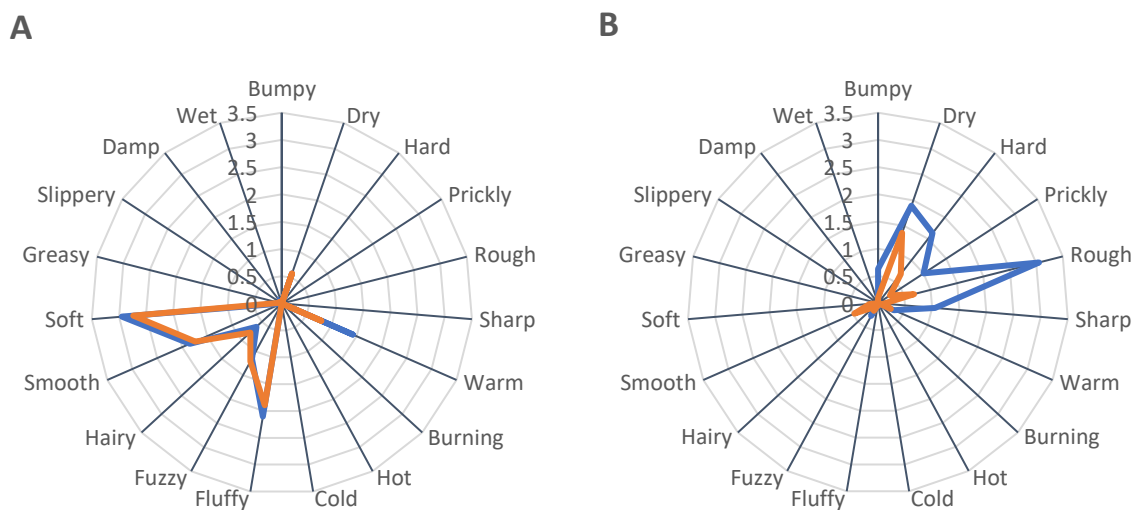 A
B
Bumpy
Wet
3.5
Dry
Damp
3
Hard
2.5
Slippery
2
Prickly
1.5
Greasy
1
Rough
0.5
Soft
0
Sharp
Smooth
Warm
Hairy
Burning
Fuzzy
Hot
Fluffy
Cold
Bumpy
Wet
3.5
Dry
Damp
3
Hard
2.5
Slippery
2
Prickly
1.5
Greasy
1
Rough
0.5
Soft
0
Sharp
Smooth
Warm
Hairy
Burning
Fuzzy
Hot
Fluffy
Cold